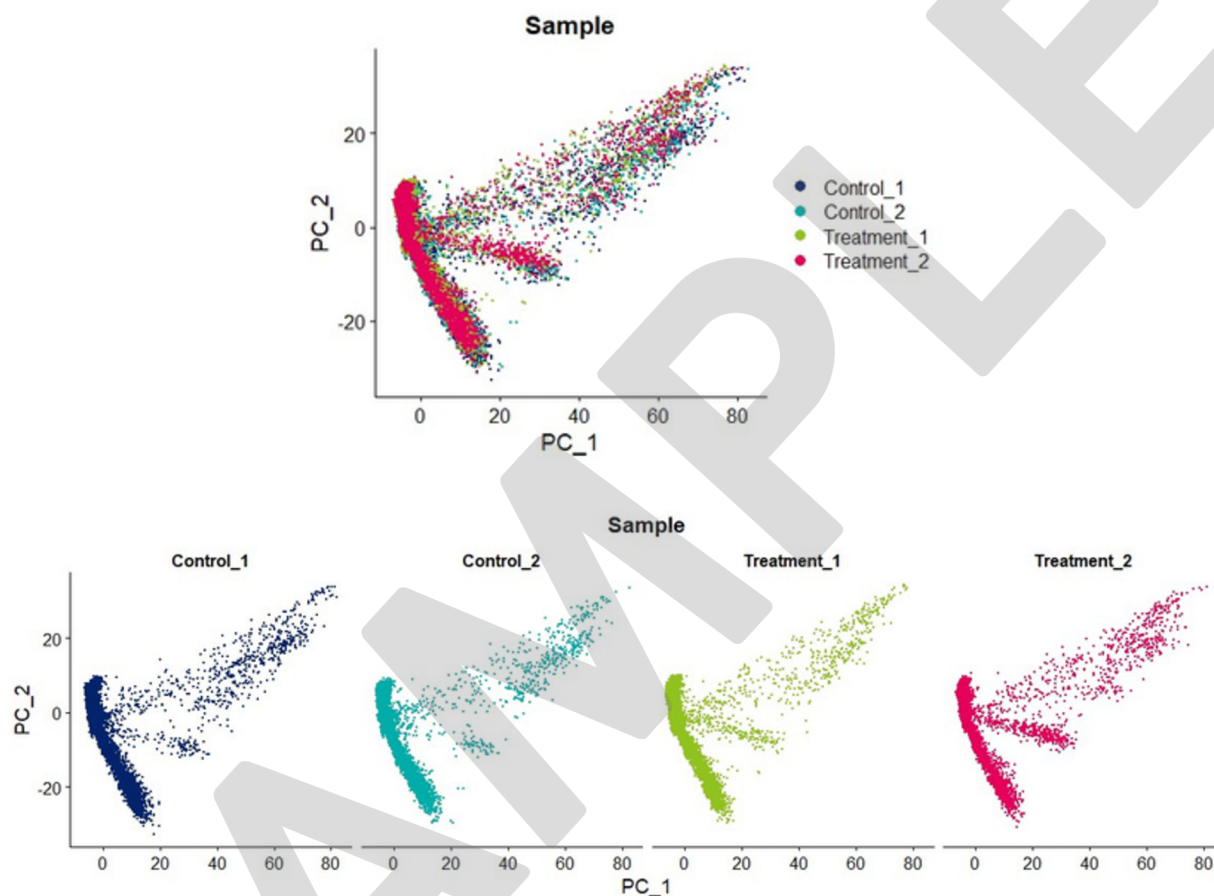 Sample
20
0
-20
PC_2
0 20 40 60 80
PC_1
Control_1
Control_2
Treatment_1
Treatment_2
Sample
Control_1 Control_2 Treatment_1 Treatment_2
20
0
-20
PC_2
0 20 40 60 80 0 20 40 60 80 0 20 40 60 80 0 20 40 60 80
PC_1
AMPLE